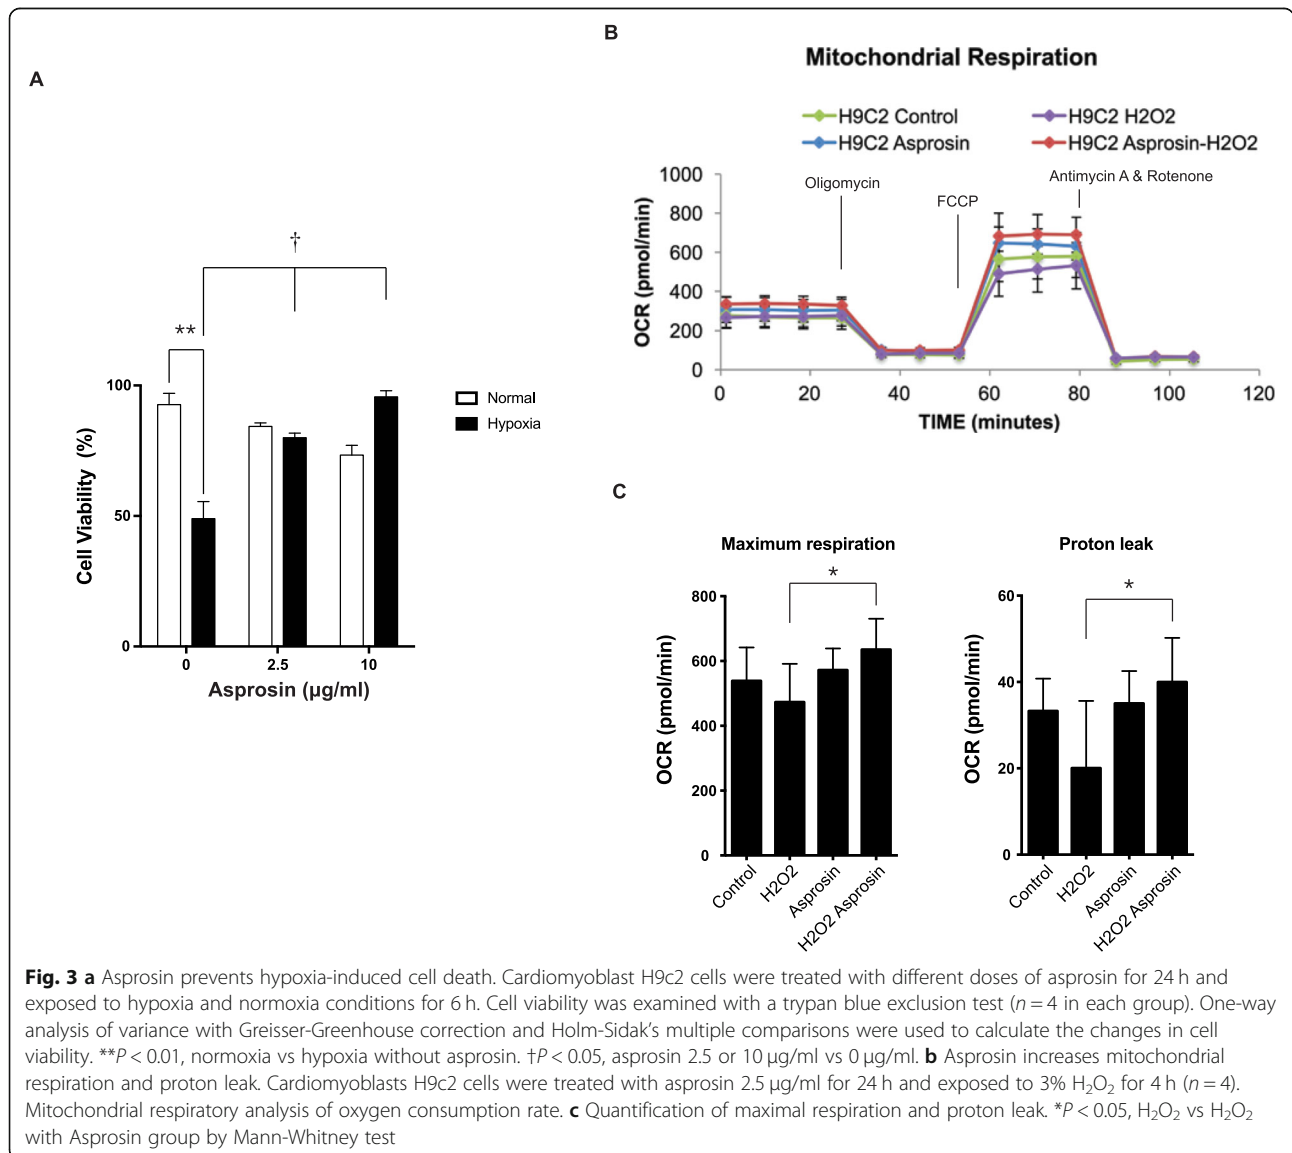 A
†
**
100
50
0
Cell Viability (%)
0 2.5 10
Asprosin (µg/ml)
Normal
Hypoxia
B
Mitochondrial Respiration
H9C2 Control H9C2 H2O2
H9C2 Asprosin H9C2 Asprosin-H2O2
Oligomycin
FCCP
Antimycin A & Rotenone
1000
800
600
400
200
0
OCR (pmol/min)
0 20 40 60 80 100 120
TIME (minutes)
C
Maximum respiration
*
800
600
400
200
0
OCR (pmol/min)
Control
H2O2
Asprosin
H2O2 Asprosin
Proton leak
*
60
40
20
0
OCR (pmol/min)
Control
H2O2
Asprosin
H2O2 Asprosin
Fig. 3 a Asprosin prevents hypoxia-induced cell death. Cardiomyoblast H9c2 cells were treated with different doses of asprosin for 24 h and
exposed to hypoxia and normoxia conditions for 6 h. Cell viability was examined with a trypan blue exclusion test (n = 4 in each group). One-way
analysis of variance with Greisser-Greenhouse correction and Holm-Sidak's multiple comparisons were used to calculate the changes in cell
viability. **P < 0.01, normoxia vs hypoxia without asprosin. †P < 0.05, asprosin 2.5 or 10 µg/ml vs 0 µg/ml. b Asprosin increases mitochondrial
respiration and proton leak. Cardiomyoblasts H9c2 cells were treated with asprosin 2.5 µg/ml for 24 h and exposed to 3% H₂O₂ for 4 h (n = 4).
Mitochondrial respiratory analysis of oxygen consumption rate. c Quantification of maximal respiration and proton leak. *P < 0.05, H₂O₂ vs H₂O₂
with Asprosin group by Mann-Whitney test